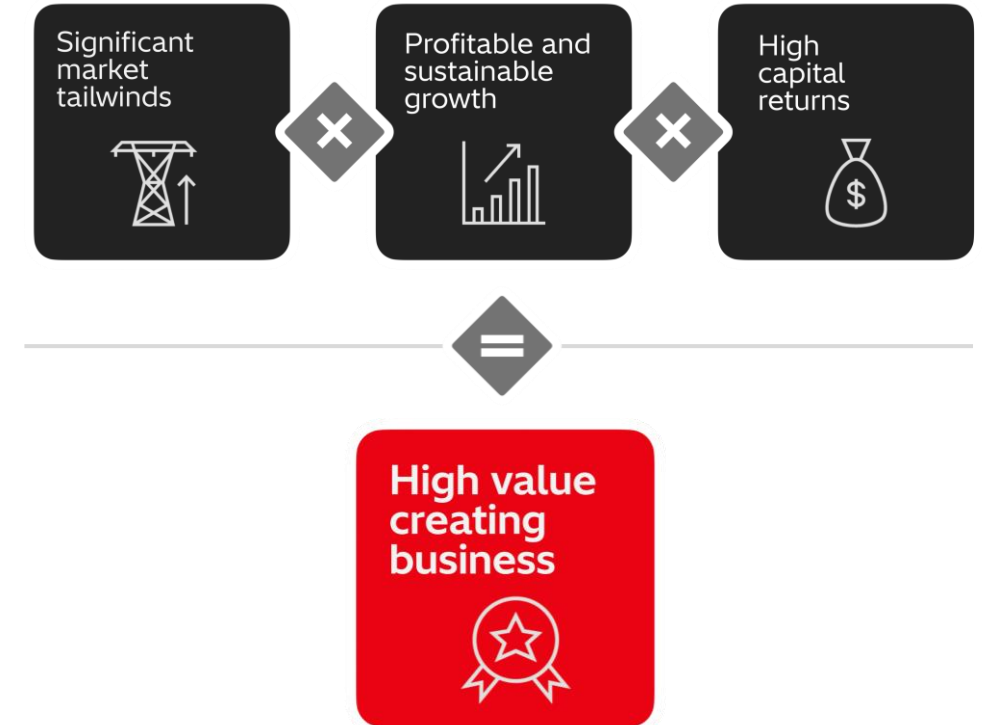 Significant
market
tailwinds
×
Profitable and
sustainable
growth
×
High
capital
returns
$
=
High value
creating
business